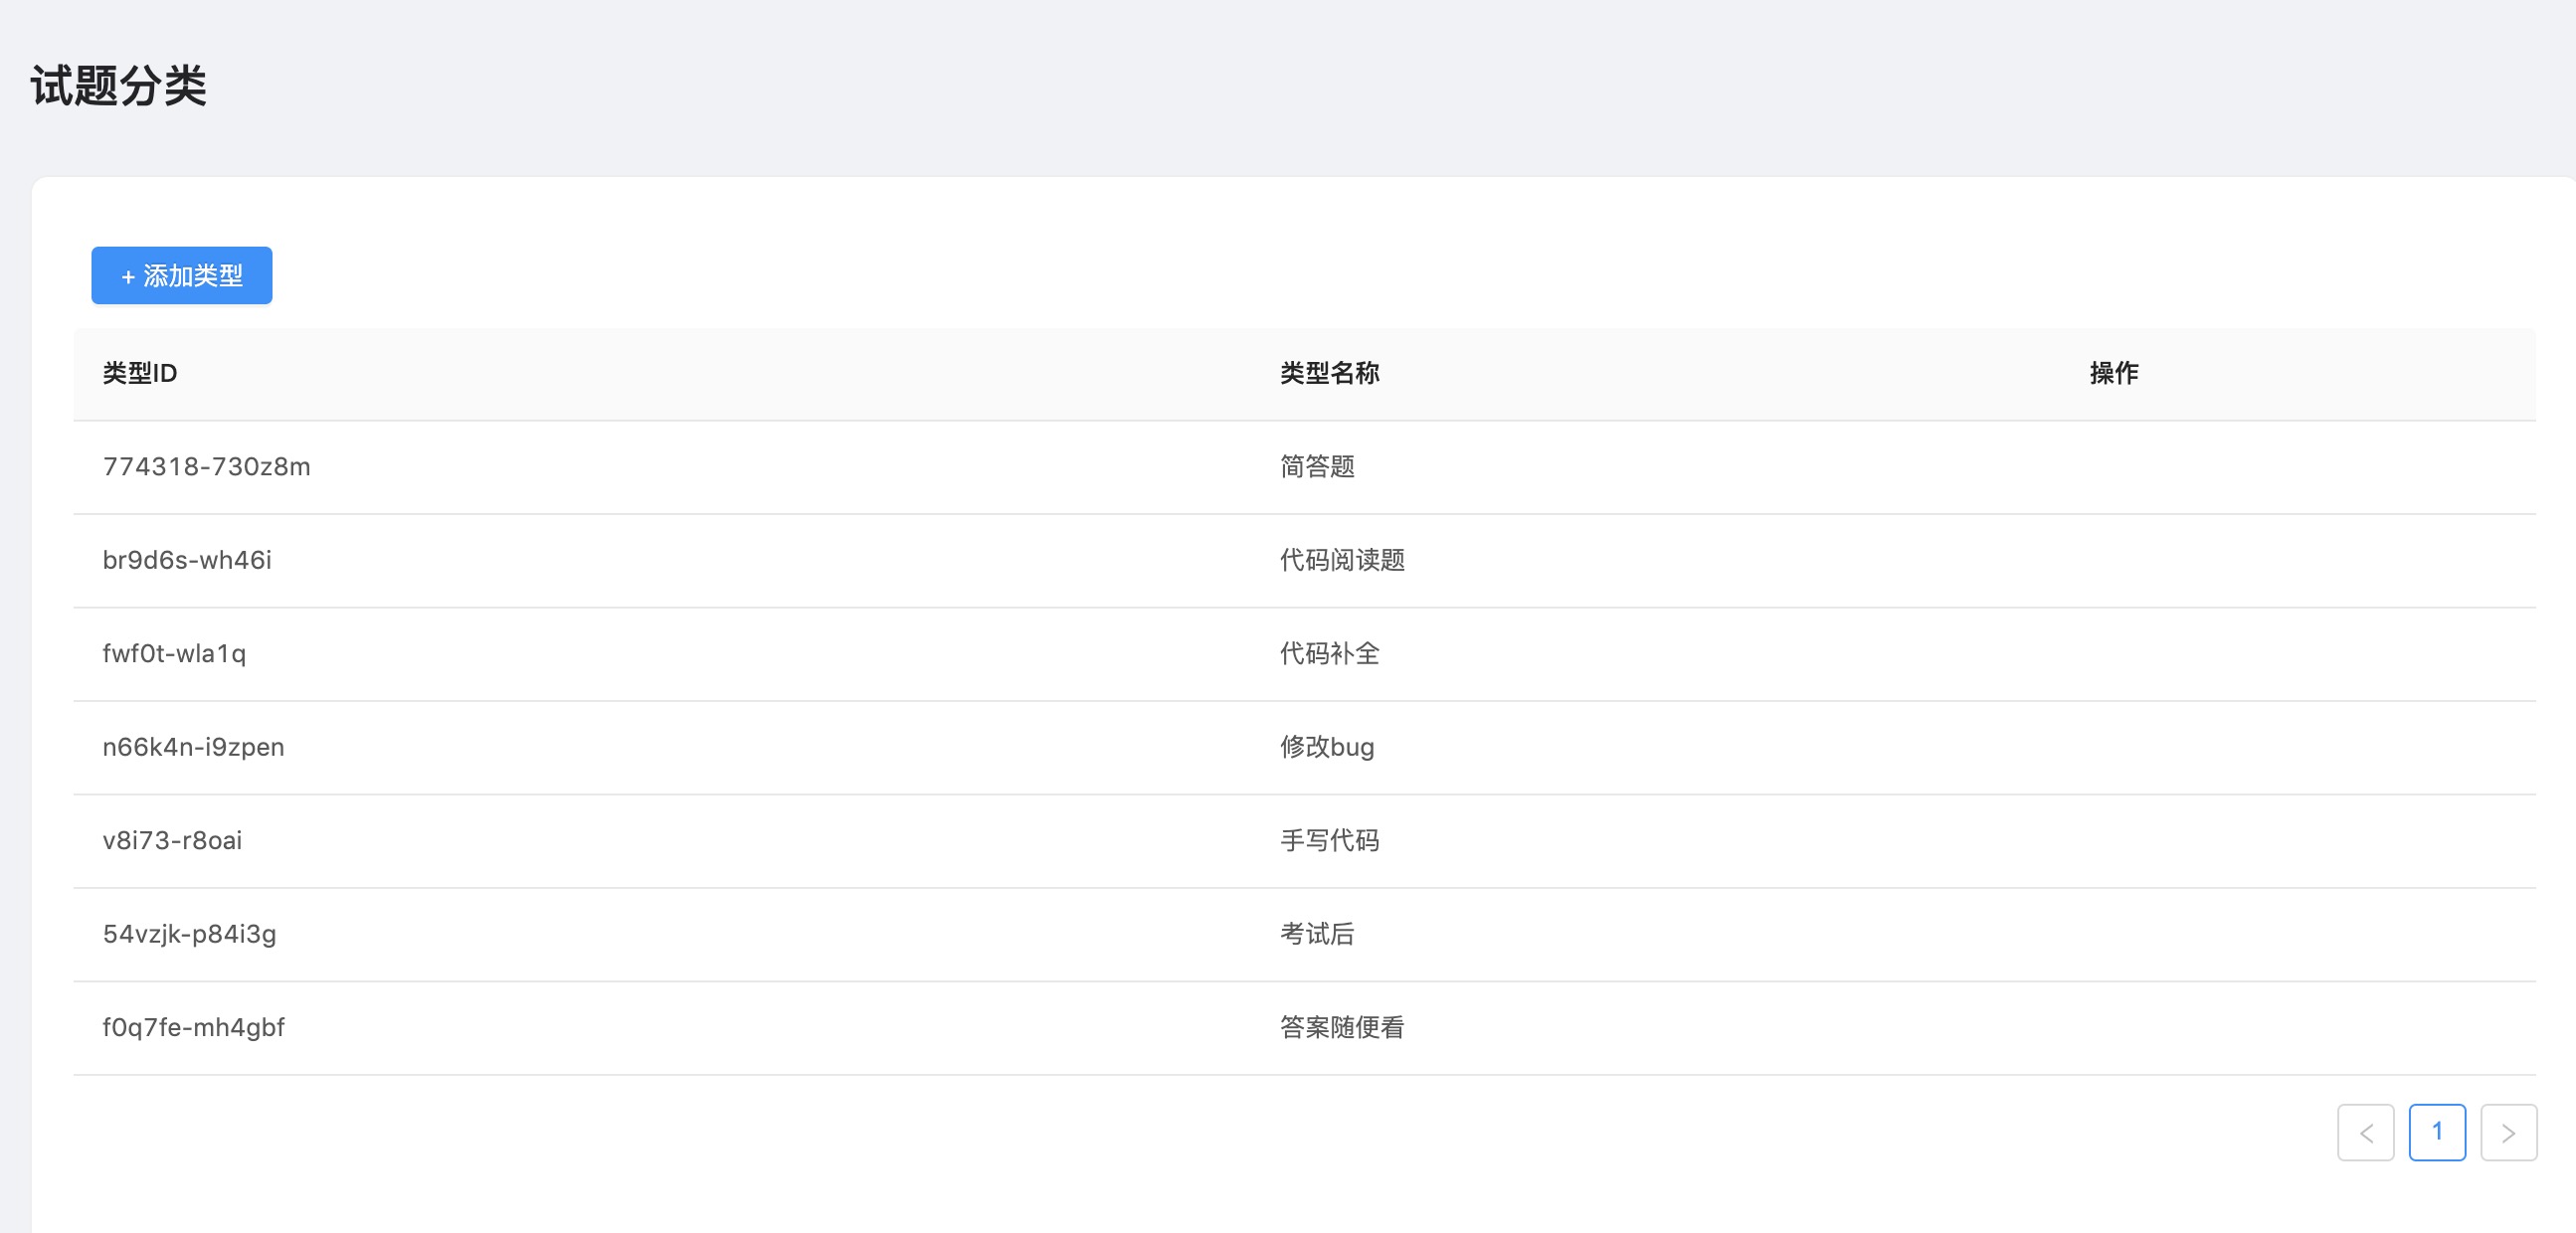 试题分类
+ 添加类型
类型ID 类型名称 操作
774318-730z8m 简答题
br9d6s-wh46i 代码阅读题
fwf0t-wla1q 代码补全
n66k4n-i9zpen 修改bug
v8i73-r8oai 手写代码
54vzjk-p84i3g 考试后
f0q7fe-mh4gbf 答案随便看
< 1 >